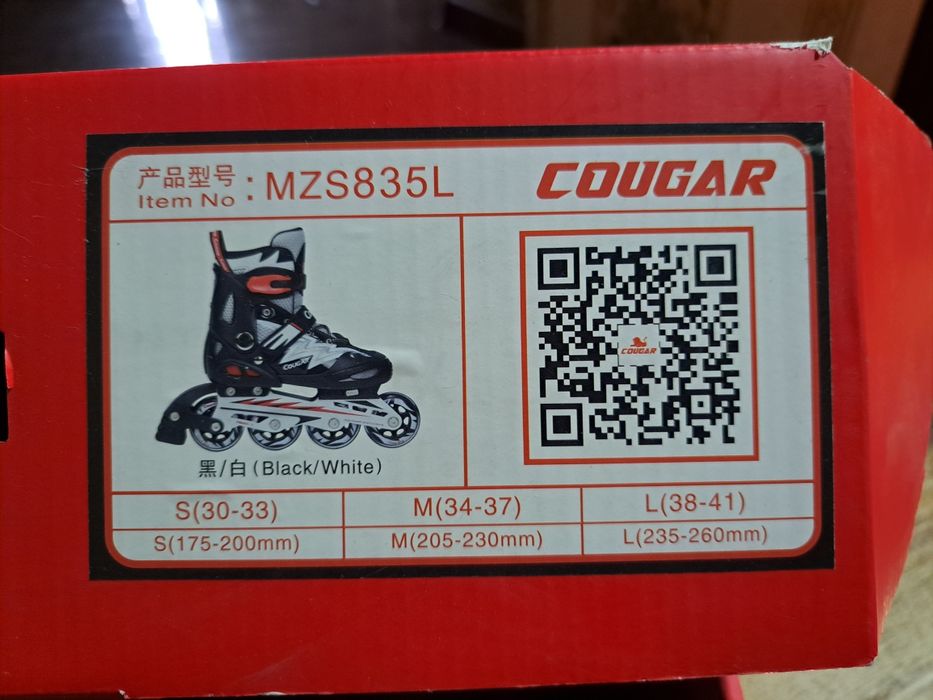 产品型号
Item No : MZS835L
COUGAR
COUGAR
COUGAR
黑/白(Black/White)
S(30-33)
M(34-37)
L(38-41)
S(175-200mm)
M(205-230mm)
L(235-260mm)